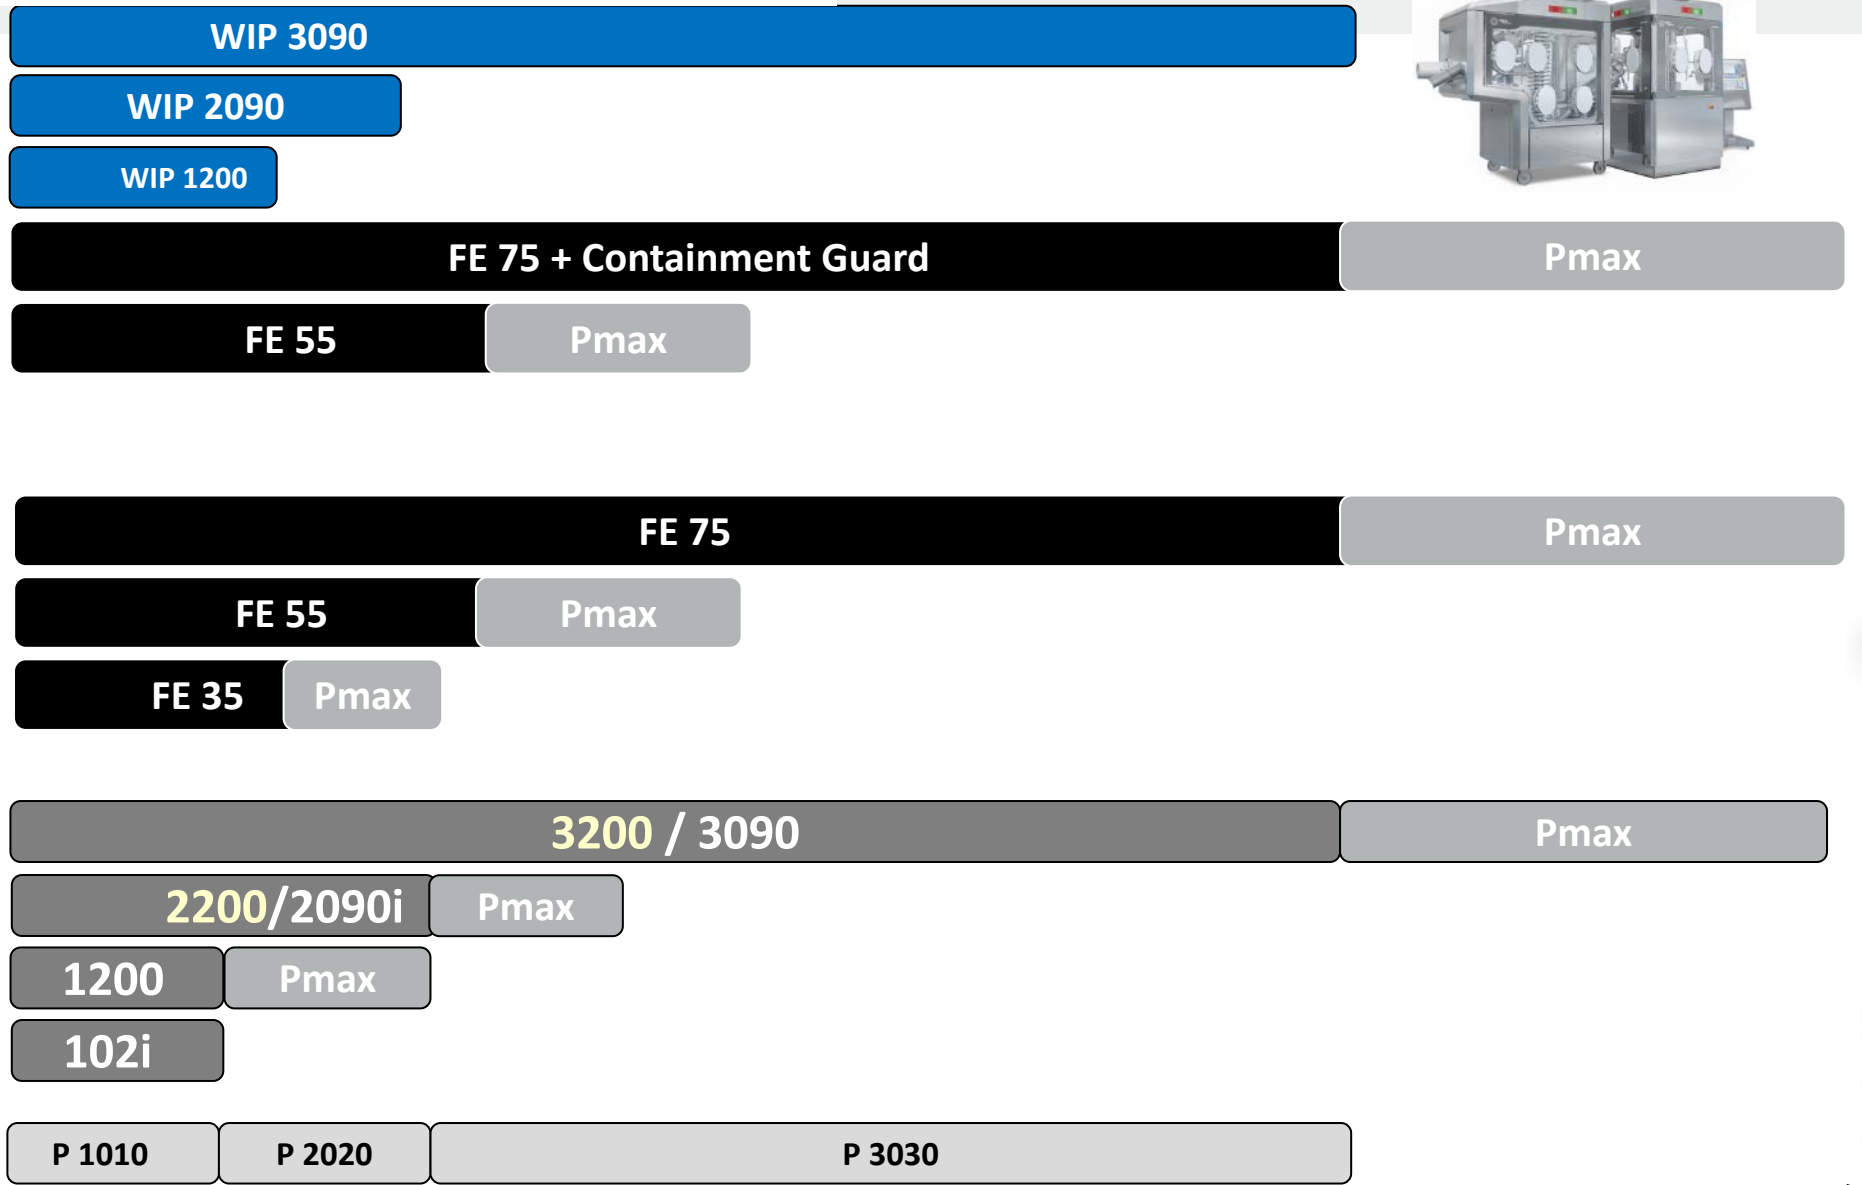 WIP 3090
WIP 2090
WIP 1200
FE 75 + Containment Guard Pmax
FE 55 Pmax
FE 75 Pmax
FE 55 Pmax
FE 35 Pmax
3200 / 3090 Pmax
2200/2090i Pmax
1200 Pmax
102i
P 1010 P 2020 P 3030